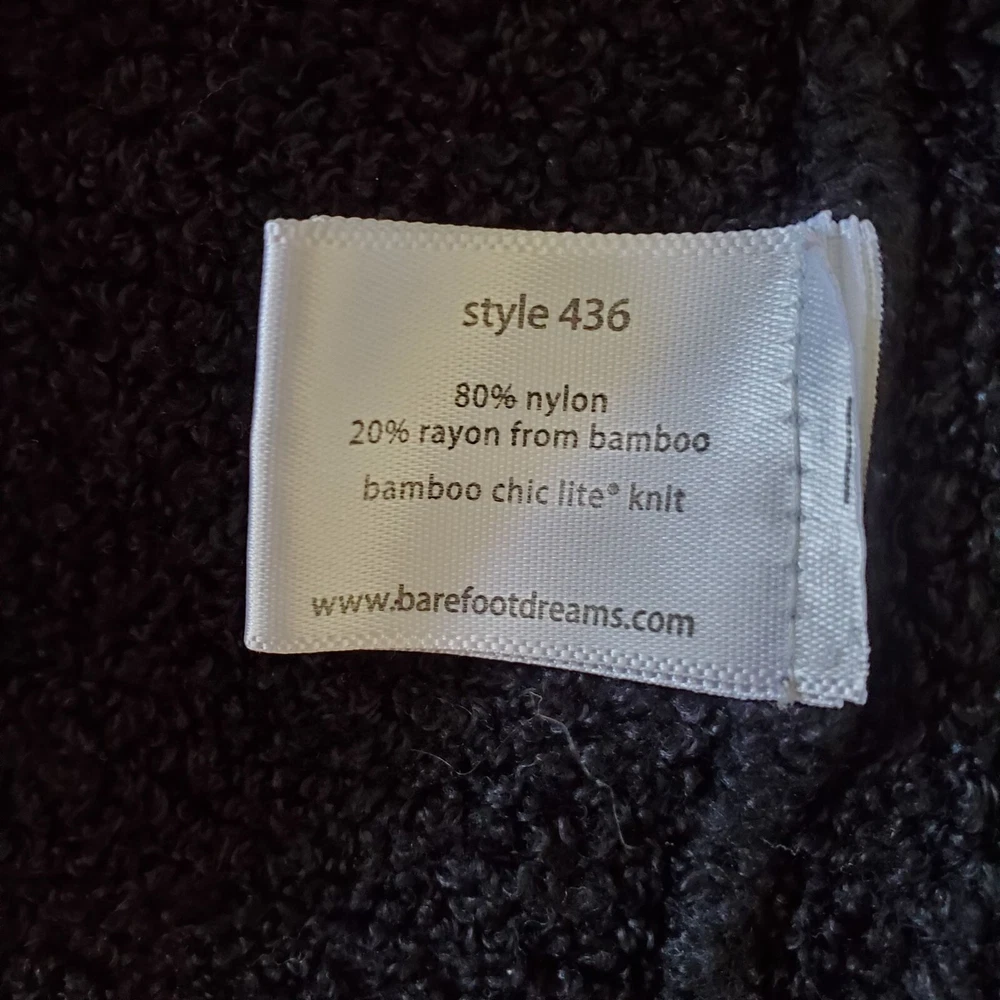 style 436
80% nylon
20% rayon from bamboo
bamboo chic lite® knit
www.barefootdreams.com